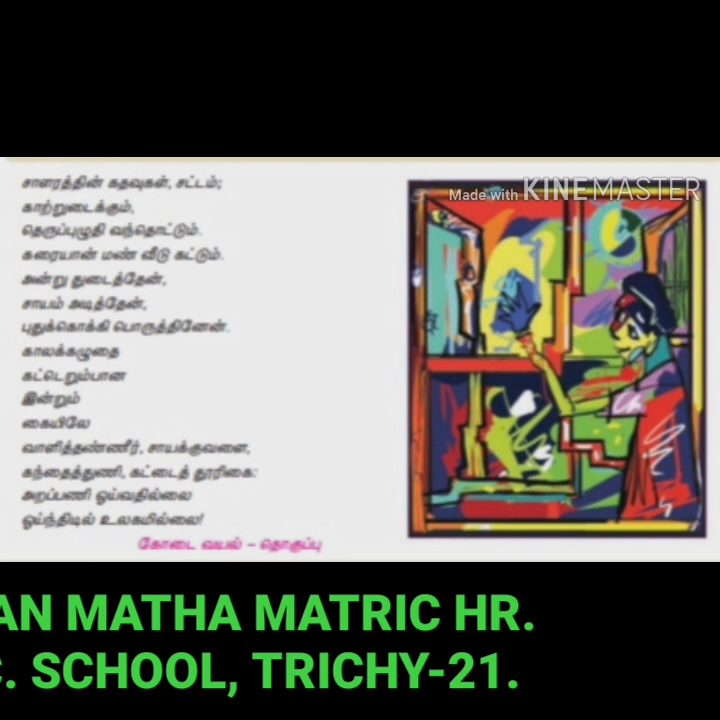 சாளரத்தின் கதவுகள், சட்டம்;
காற்றுடைக்கும்,
தெருப்புழுதி வந்தொட்டும்.
கரையான் மண் வீடு கட்டும்.
அன்று துடைத்தேன்,
சாயம் அடித்தேன்,
புதுக்கொக்கி பொருத்தினேன்.
காலக்கழுதை
கட்டெறும்பான
இன்றும்
கையிலே
வாளித்தண்ணீர், சாயக்குவளை,
கந்தைத்துணி, கட்டைத் தூரிகை:
அறப்பணி ஓய்வதில்லை
ஓய்ந்திடில் உலகமில்லை!
கோடை வயல் – தொகுப்பு
Made with KINEMASTER
AN MATHA MATRIC HR.
. SCHOOL, TRICHY-21.